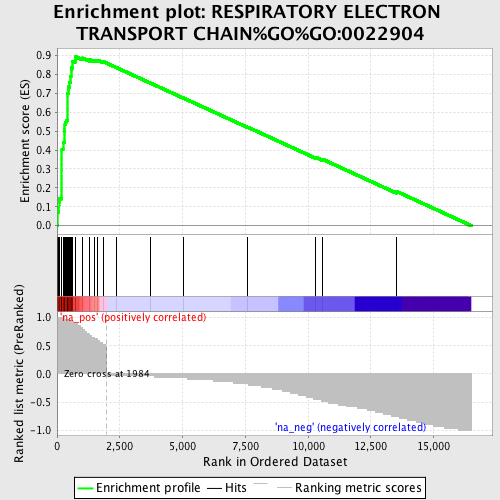 Enrichment plot: RESPIRATORY ELECTRON
TRANSPORT CHAIN%GO%GO:0022904
Enrichment score (ES)
0.9
0.8
0.7
0.6
0.5
0.4
0.3
0.2
0.1
0.0
Ranked list metric (PreRanked)
'na_pos' (positively correlated)
1.0
0.5
0.0
-0.5
-1.0
Zero cross at 1984
'na_neg' (negatively correlated)
0
2,500
5,000
7,500
10,000
12,500
15,000
Rank in Ordered Dataset
Enrichment profile
Hits
Ranking metric scores